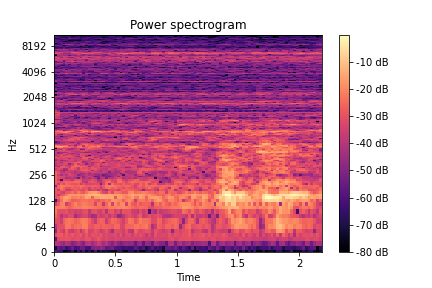 Power spectrogram
8192
4096
2048
1024
512
256
128
64
0
Hz
0
0.5
1
1.5
2
Time
-10 dB
-20 dB
-30 dB
-40 dB
-50 dB
-60 dB
-70 dB
-80 dB